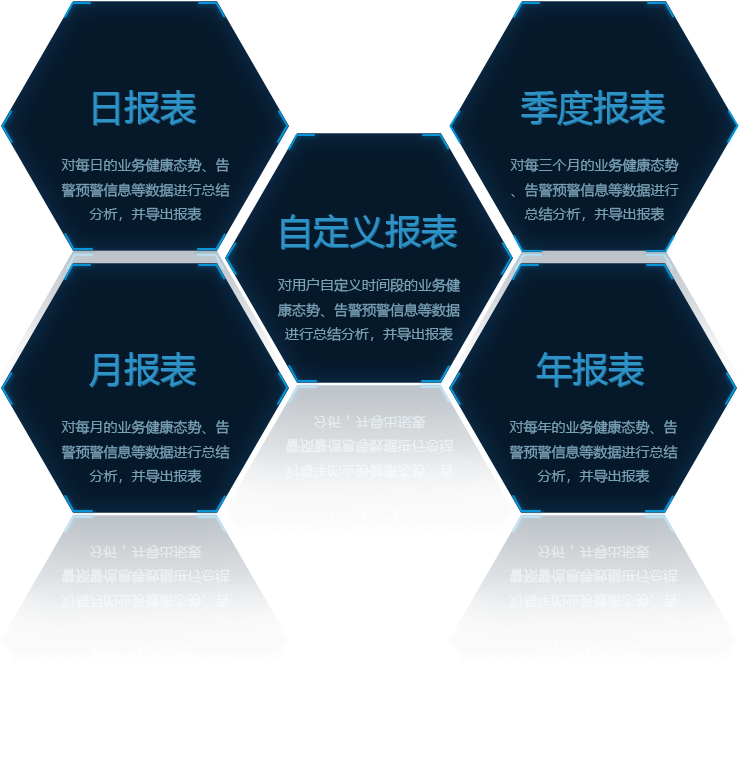 日报表
对每日的业务健康态势、告
警预警信息等数据进行总结
分析，并导出报表
季度报表
对每三个月的业务健康态势
、告警预警信息等数据进行
总结分析，并导出报表
自定义报表
对用户自定义时间段的业务健
康态势、告警预警信息等数据
进行总结分析，并导出报表
月报表
对每月的业务健康态势、告
警预警信息等数据进行总结
分析，并导出报表
年报表
对每年的业务健康态势、告
警预警信息等数据进行总结
分析，并导出报表